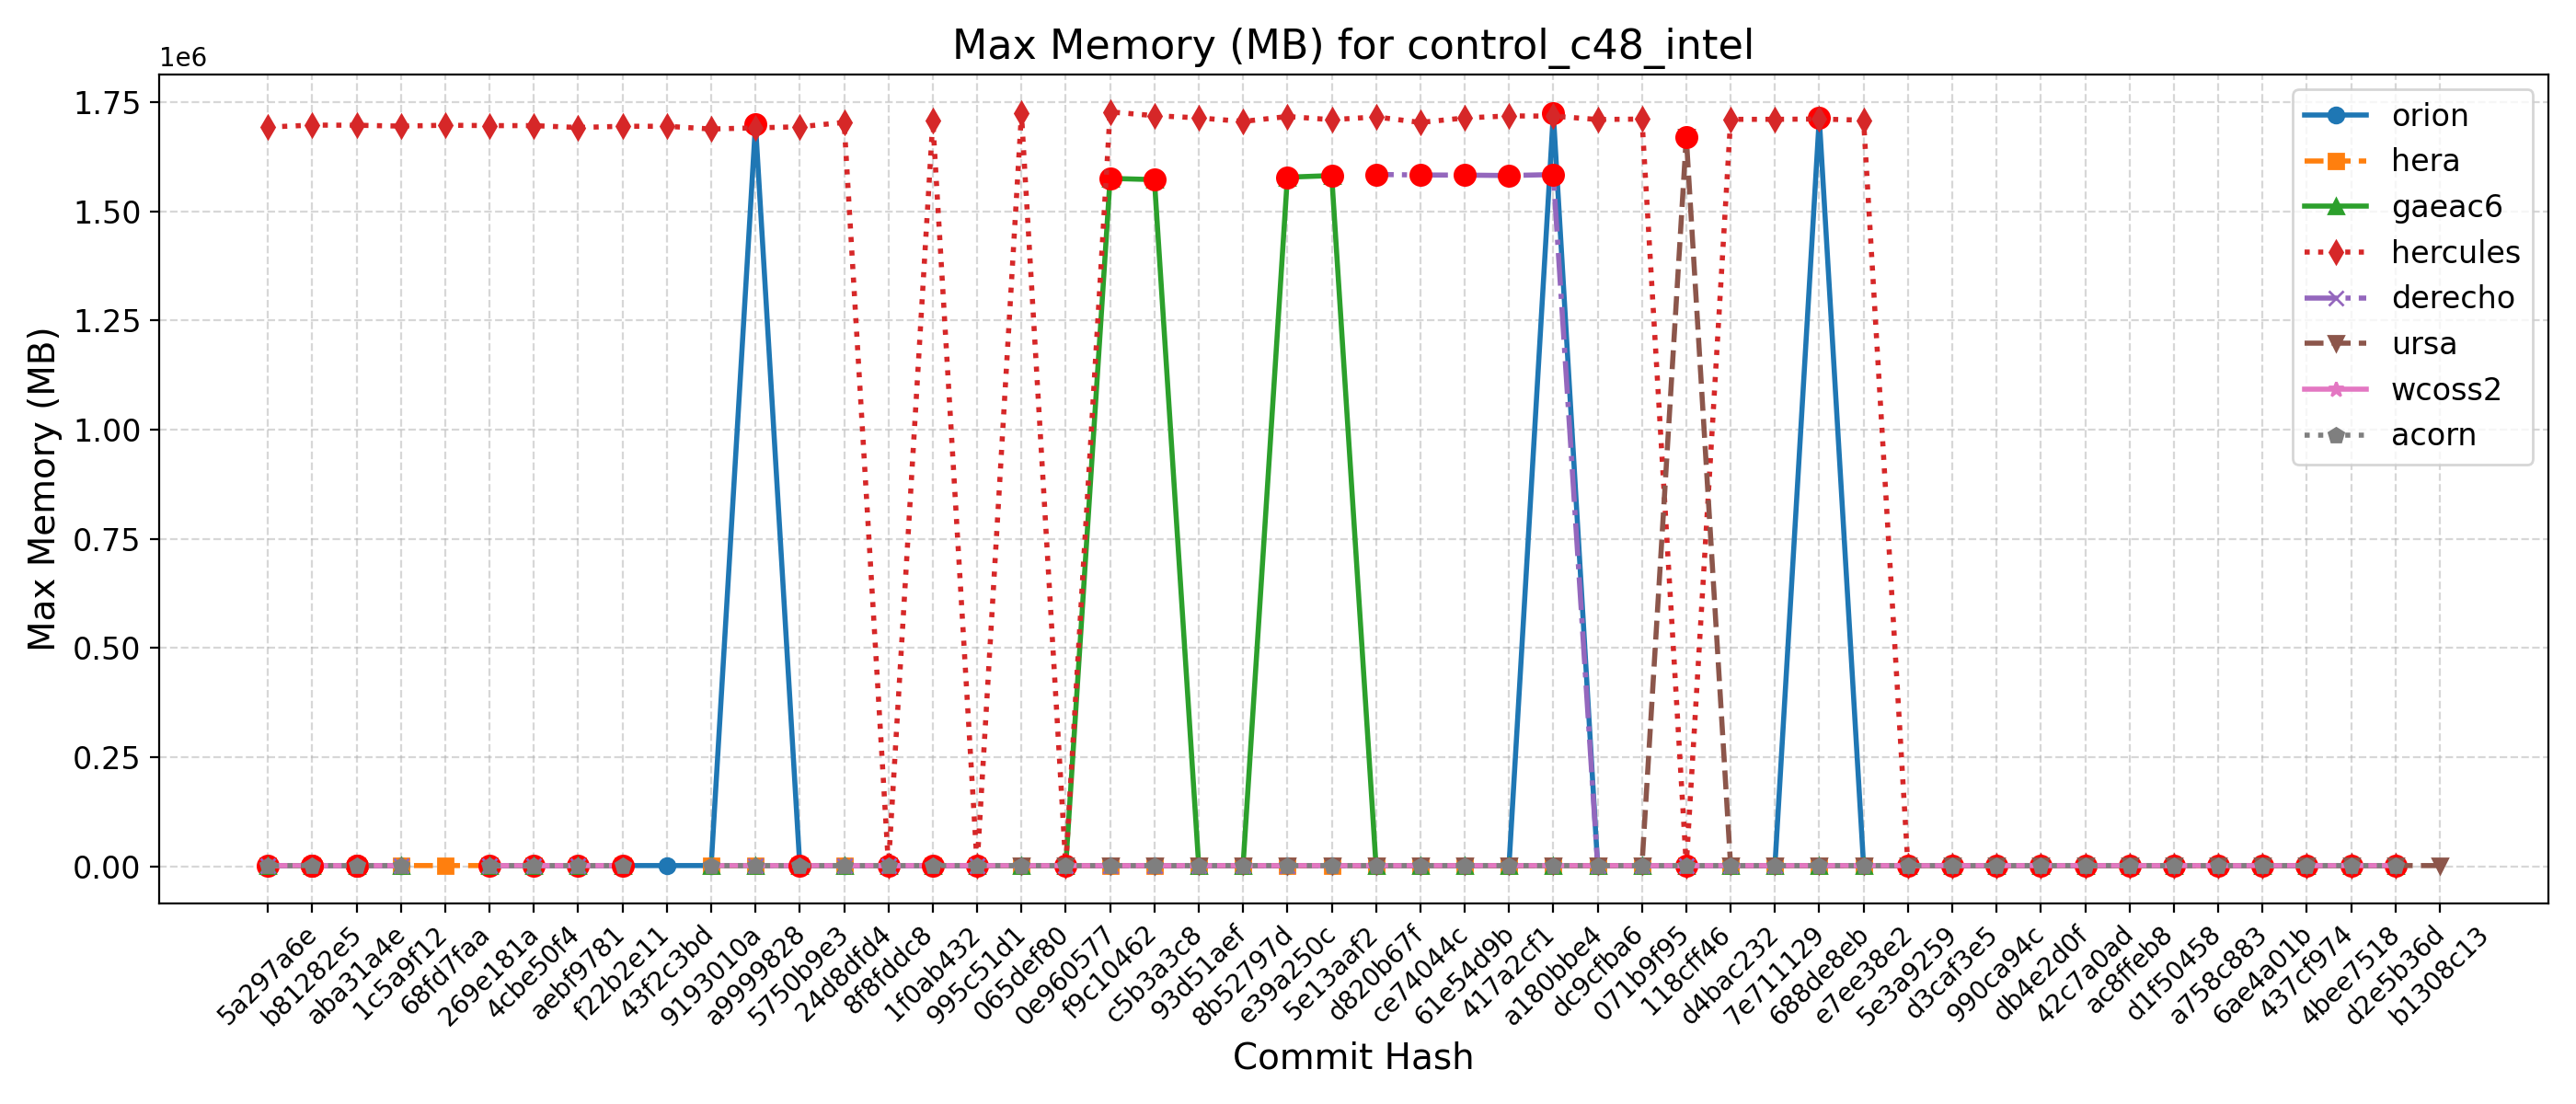 Max Memory (MB) for control_c48_intel
1e6
1.75
1.50
1.25
1.00
0.75
0.50
0.25
0.00
Max Memory (MB)
orion
hera
gaeac6
hercules
derecho
ursa
wcoss2
acorn
5a297a6e
b81282e5
aba31a4e
1c5a9f12
68fd7faa
269e181a
4cbe50f4
aebf9781
f22b2e11
43f2c3bd
9193010a
a9999828
5750b9e3
24d8dfd4
8f8fddc8
1f0ab432
995c51d1
065def80
0e960577
f9c10462
c5b3a3c8
93d51aef
8b52797d
e39a250c
5e13aaf2
d820b67f
ce74044c
61e54d9b
417a2cf1
a180bbe4
dc9cfba6
071b9f95
118cff46
d4bac232
7e711129
688de8eb
e7ee38e2
5e3a9259
d3caf3e5
990ca94c
db4e2d0f
42c7a0ad
ac8ffeb8
d1f50458
a758c883
6ae4a01b
437cf974
4bee7518
d2e5b36d
b1308c13
Commit Hash